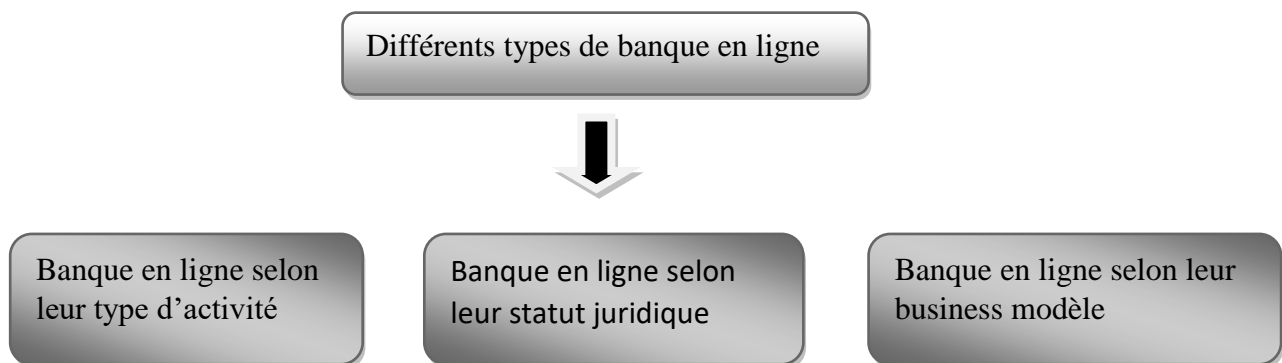 Différents types de banque en ligne
Banque en ligne selon
leur type d’activité
Banque en ligne selon
leur statut juridique
Banque en ligne selon leur
business modèle